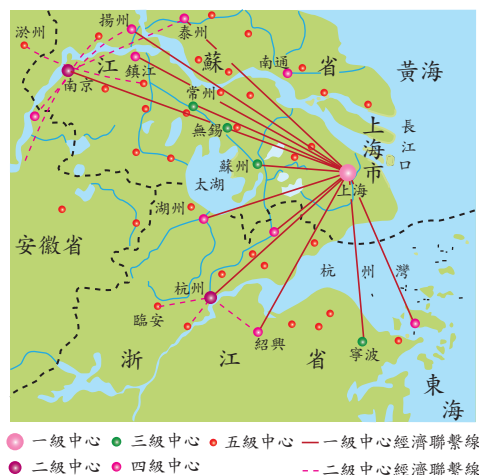 揚州
泰州
淤州
江
蘇
省
黃海
鎮江
南通
南京
常州
上海市
長江口
無錫
蘇州
太湖
上海
湖州
安徽省
杭州灣
杭州
臨安
紹興
寧波
浙
江
省
東海
一級中心
三級中心
五級中心
一級中心經濟聯繫線
二級中心
四級中心
二級中心經濟聯繫線